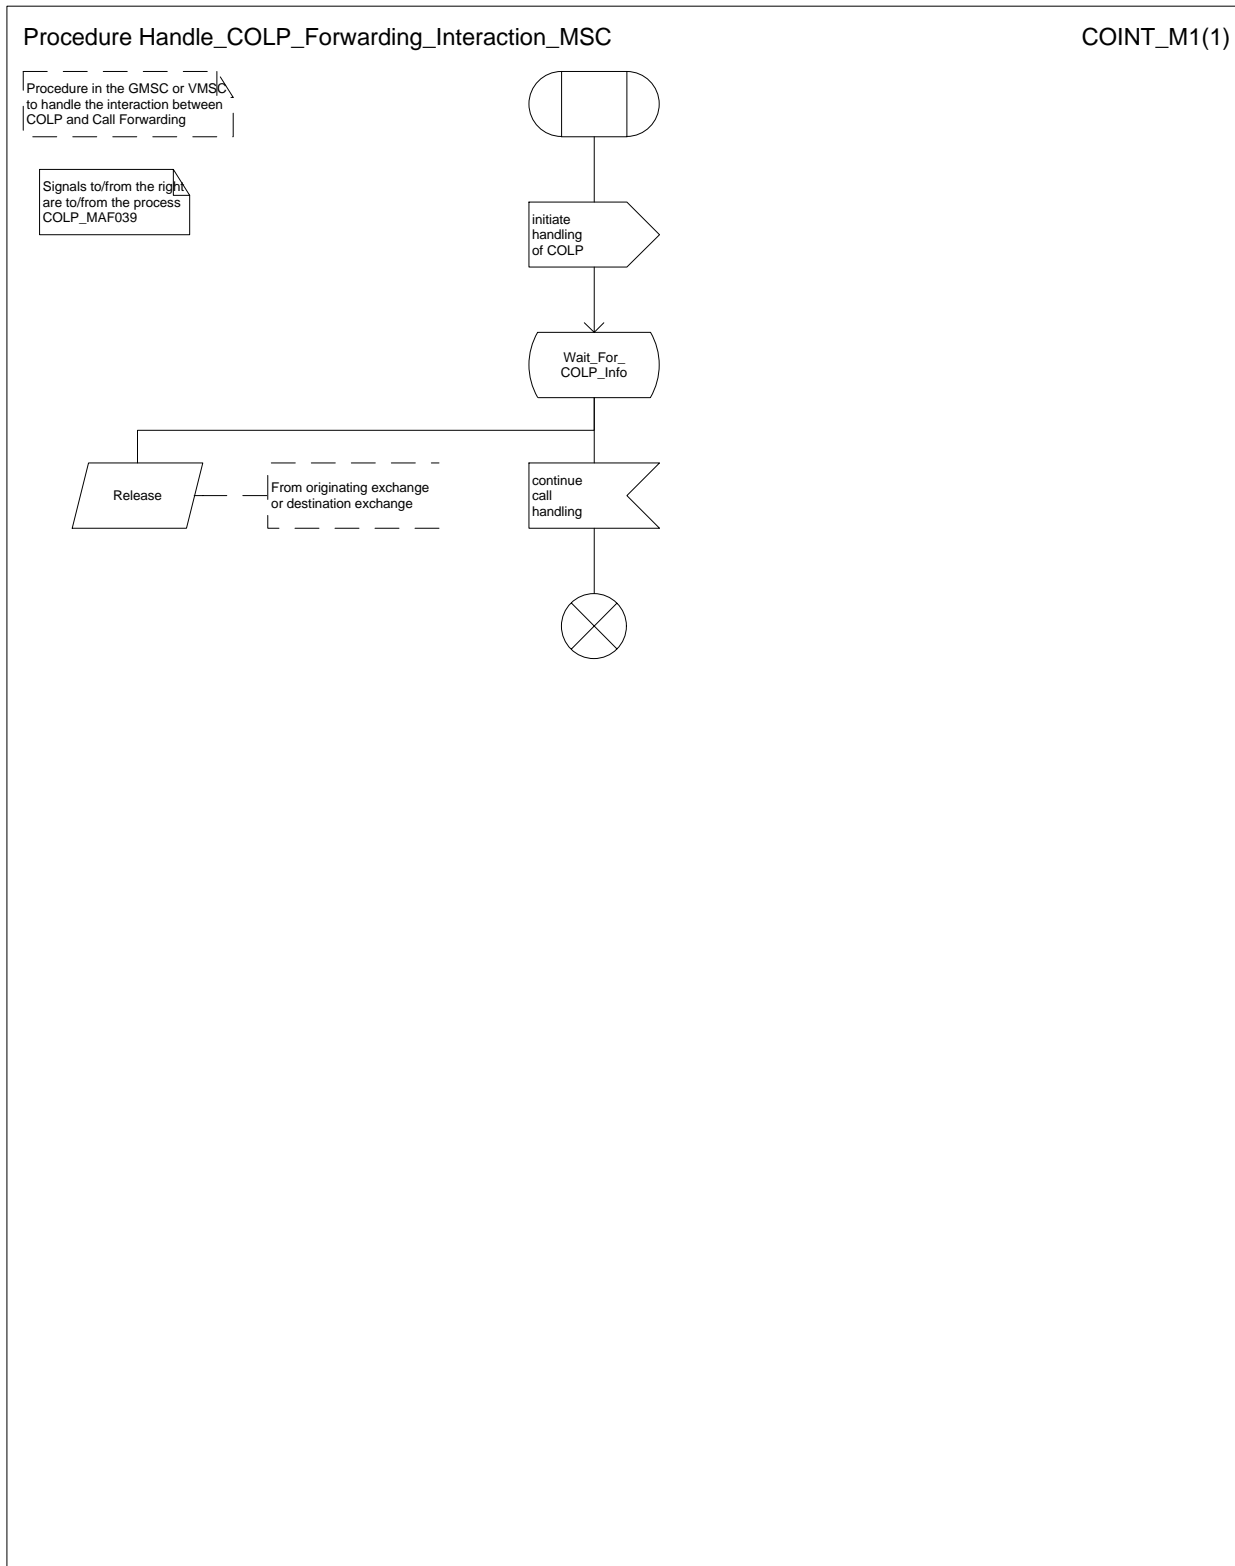 Procedure Handle_COLP_Forwarding_Interaction_MSC
COINT_M1(1)
Procedure in the GMSC or VMSC
to handle the interaction between
COLP and Call Forwarding
Signals to/from the right
are to/from the process
COLP_MAF039
initiate
handling
of COLP
Wait_For_
COLP_Info
Release
From originating exchange
or destination exchange
continue
call
handling